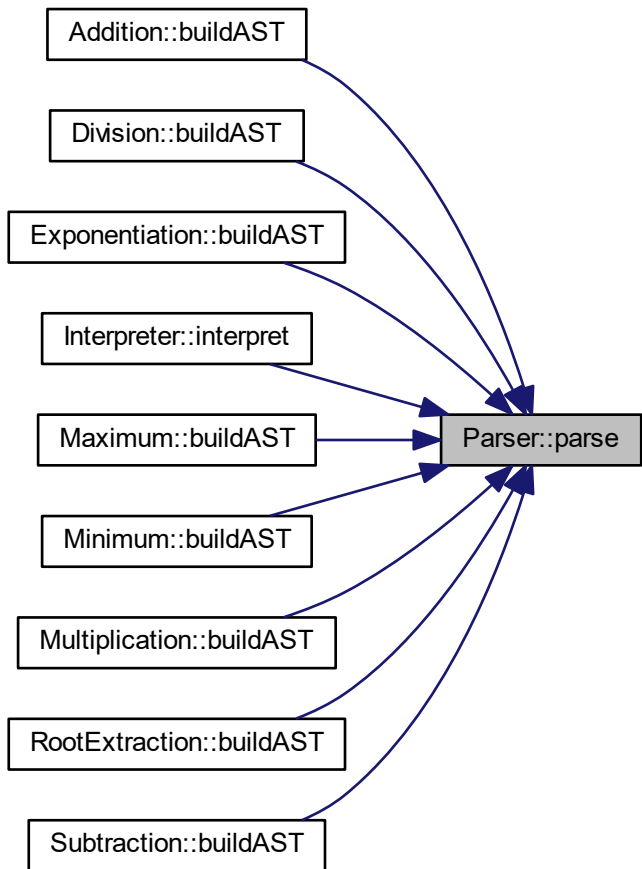 Addition::buildAST
Division::buildAST
Exponentiation::buildAST
Interpreter::interpret
Maximum::buildAST
Parser::parse
Minimum::buildAST
Multiplication::buildAST
RootExtraction::buildAST
Subtraction::buildAST